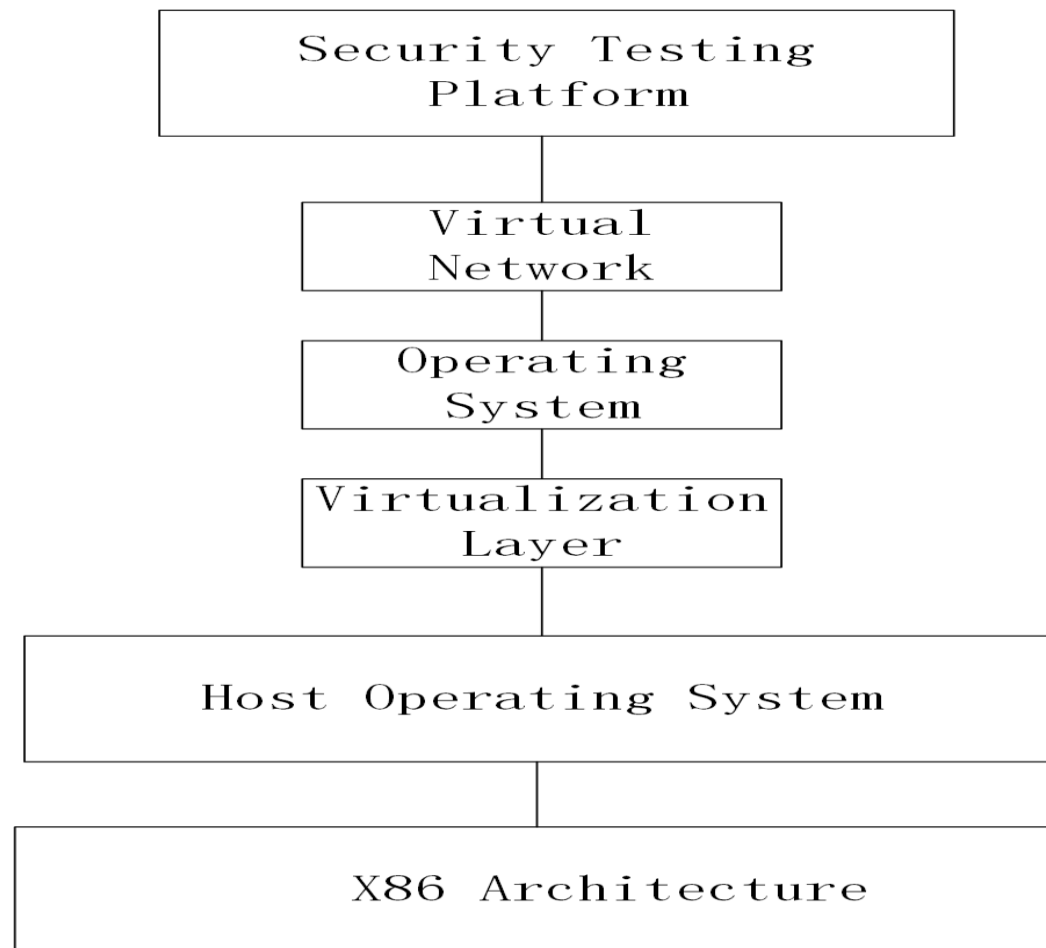 Security Testing
Platform
Virtual
Network
Operating
System
Virtualization
Layer
Host Operating System
X86 Architecture